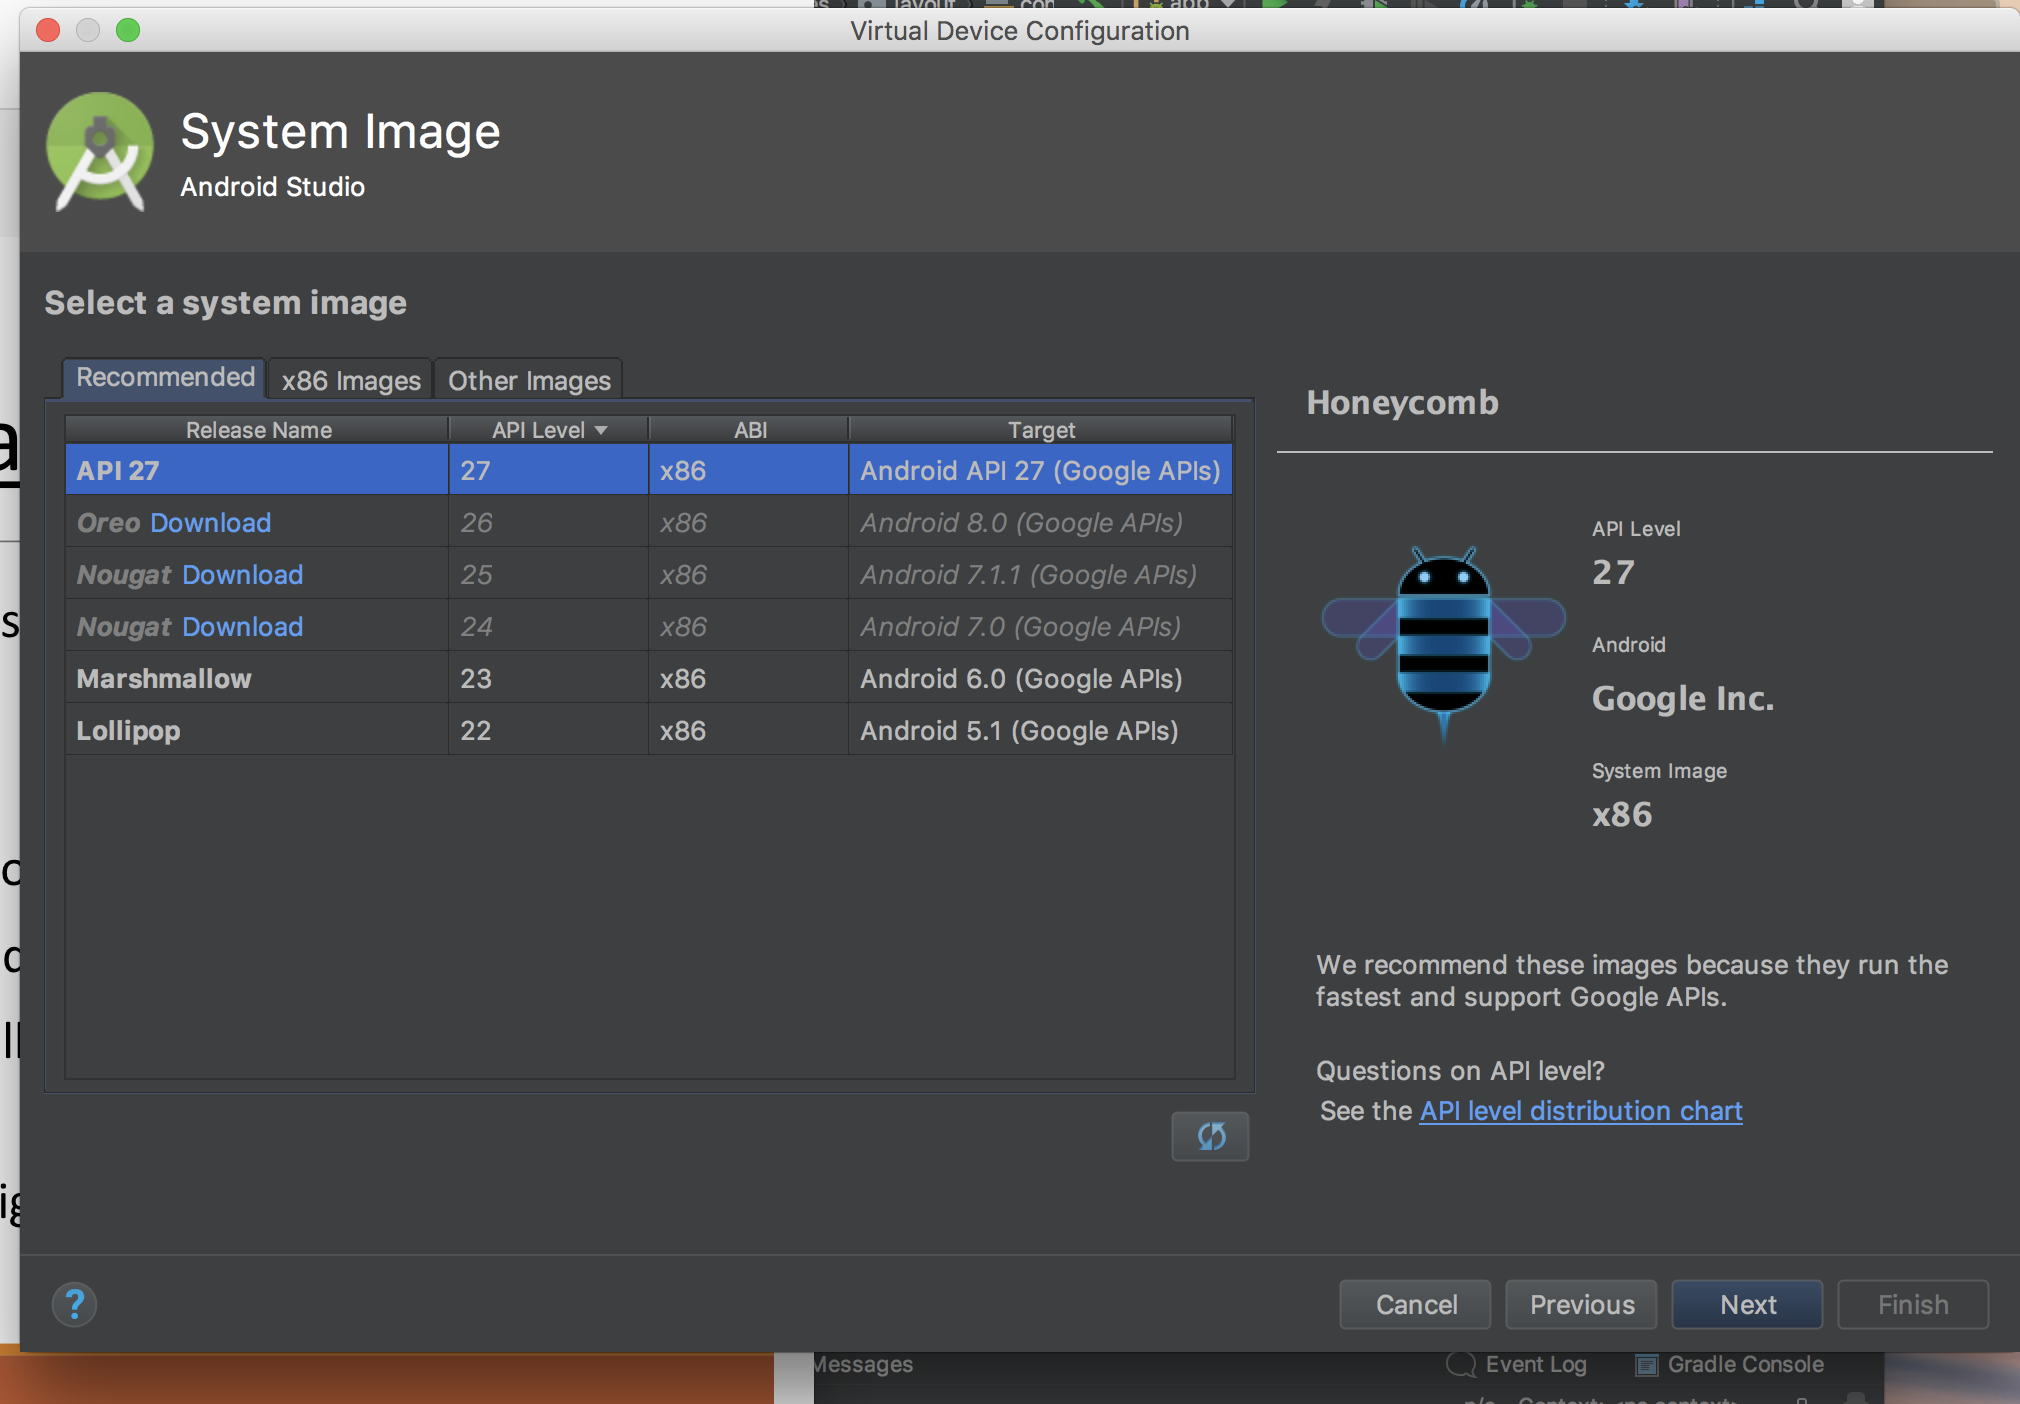 Virtual Device Configuration
System Image
Android Studio
Select a system image
Recommended x86 Images Other Images
Release Name API Level ABI Target
API 27 27 x86 Android API 27 (Google APIs)
Oreo Download 26 x86 Android 8.0 (Google APIs)
Nougat Download 25 x86 Android 7.1.1 (Google APIs)
Nougat Download 24 x86 Android 7.0 (Google APIs)
Marshmallow 23 x86 Android 6.0 (Google APIs)
Lollipop 22 x86 Android 5.1 (Google APIs)
Honeycomb
API Level
27
Android
Google Inc.
System Image
x86
We recommend these images because they run the
fastest and support Google APIs.
Questions on API level?
See the API level distribution chart
? Cancel Previous Next Finish
Messages Event Log Gradle Console